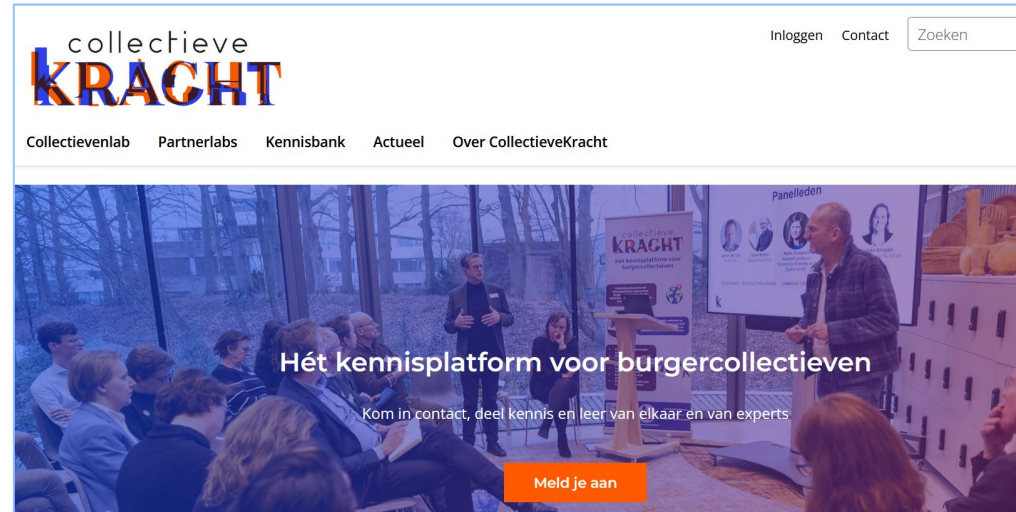 collectieve
KRACHT
Inloggen Contact Zoeken
Collectievenlab Partnerlabs Kennisbank Actueel Over CollectieveKracht
Panelleden
collectieve
KRACHT
Hét kennisplatform voor
burgercollectieven
Hét kennisplatform voor burgercollectieven
Kom in contact, deel kennis en leer van elkaar en van experts
Meld je aan